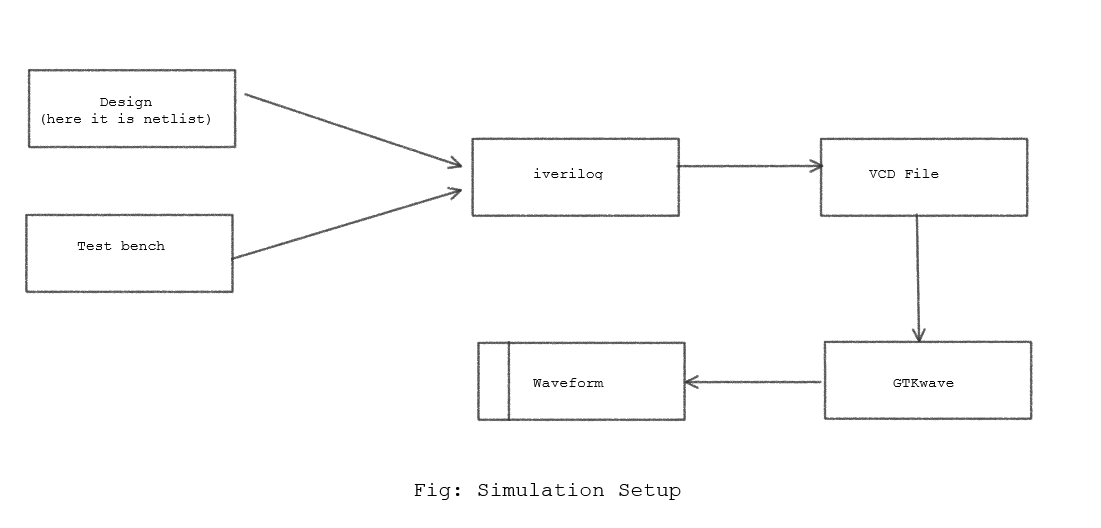 Design
(here it is netlist)
Test bench
iverilog
VCD File
Waveform
GTKwave
Fig: Simulation Setup